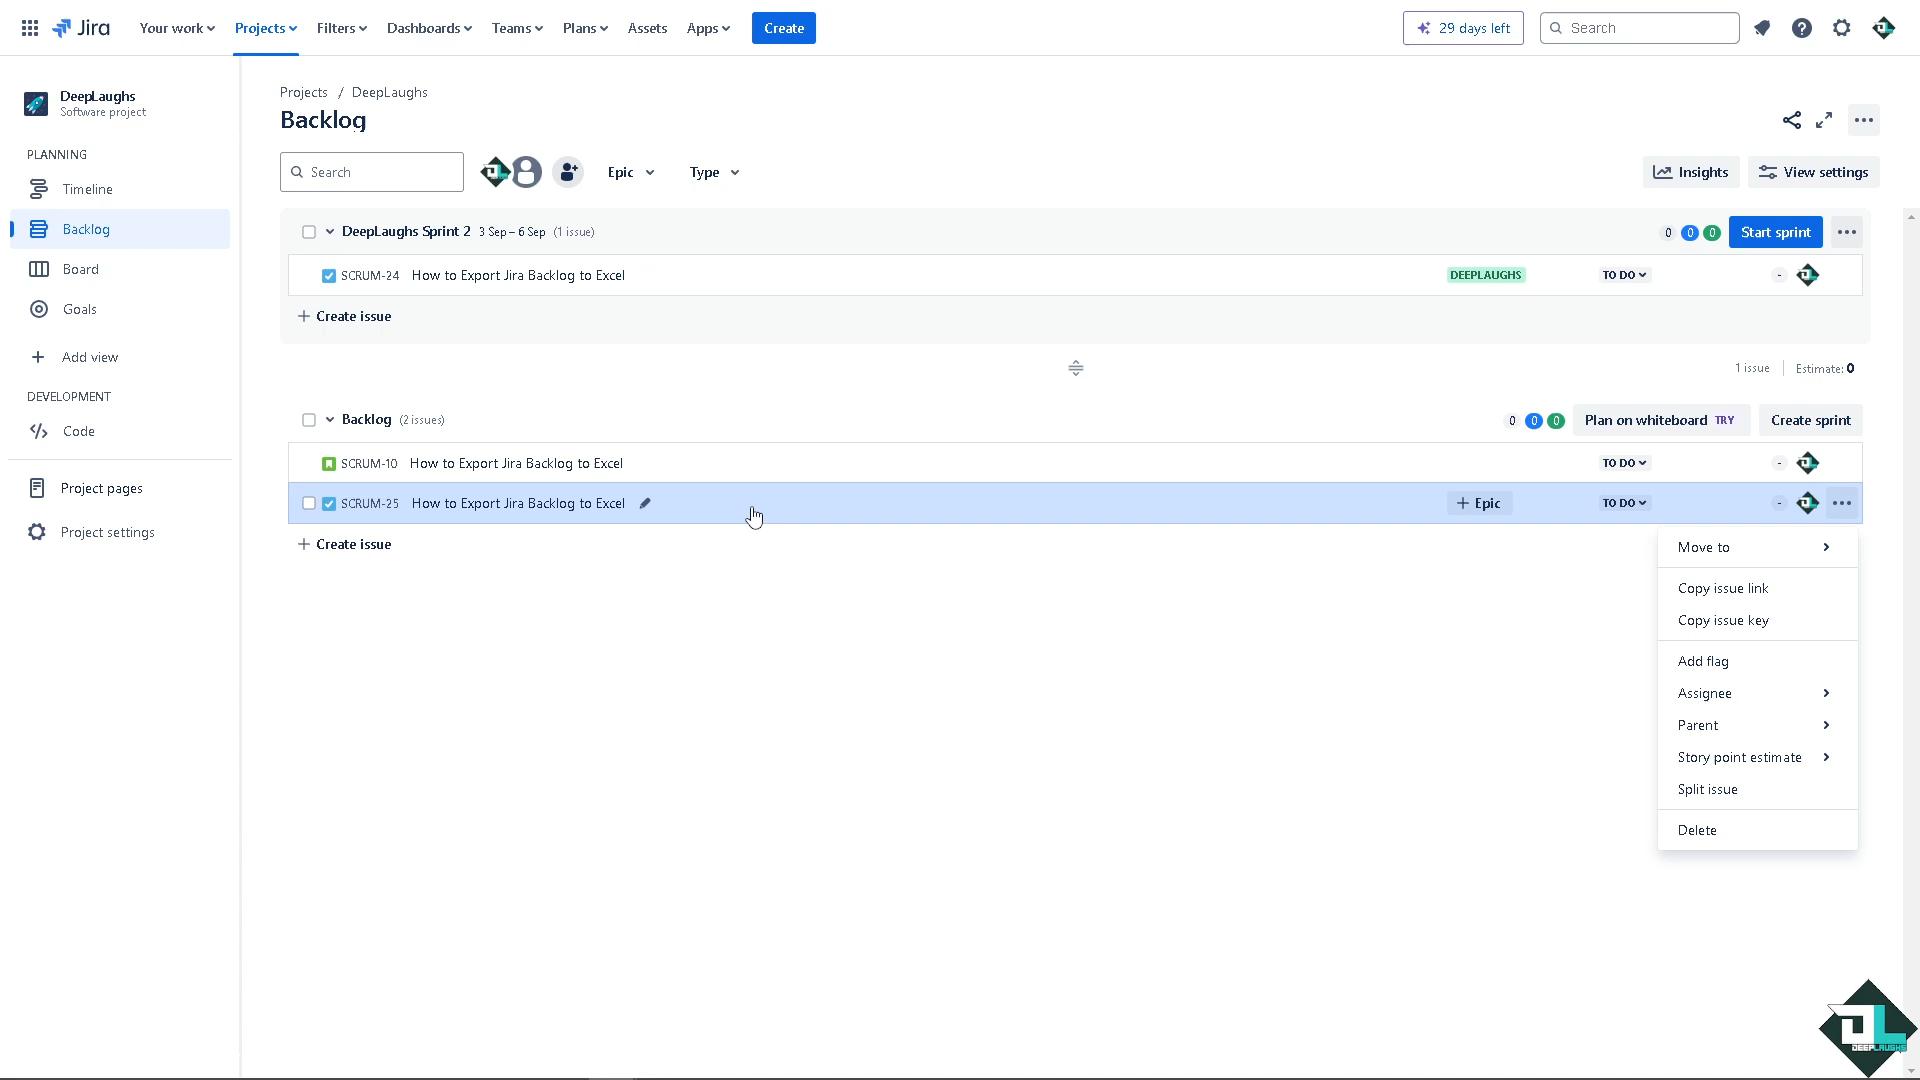 Jira
Your work
Projects
Filters
Dashboards
Teams
Plans
Assets
Apps
Create
29 days left
Search
DeepLaughs
Software project
PLANNING
Timeline
Backlog
Board
Goals
Add view
DEVELOPMENT
Code
Project pages
Project settings
Projects / DeepLaughs
Backlog
Search
Epic
Type
Insights
View settings
DeepLaughs Sprint 2 3 Sep – 6 Sep (1 issue)
0 0 0 Start sprint
SCRUM-24 How to Export Jira Backlog to Excel DEEPLAUGHS TO DO -
+ Create issue
1 issue Estimate: 0
Backlog (2 issues) 0 0 0 Plan on whiteboard TRY Create sprint
SCRUM-10 How to Export Jira Backlog to Excel TO DO -
SCRUM-25 How to Export Jira Backlog to Excel + Epic TO DO -
+ Create issue
Move to
Copy issue link
Copy issue key
Add flag
Assignee
Parent
Story point estimate
Split issue
Delete
DL
DEEPLAUGHS